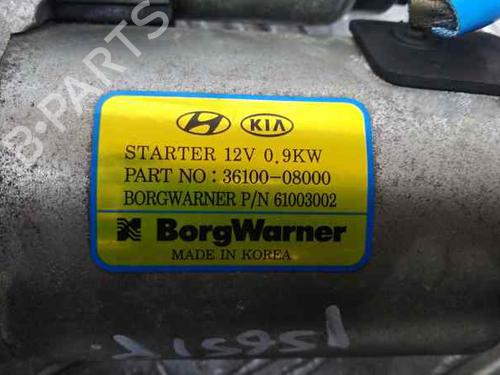 B-PARTS
KIA
STARTER 12V 0.9KW
PART NO : 36100-08000
BORGWARNER P/N 61003002
BorgWarner
MADE IN KOREA